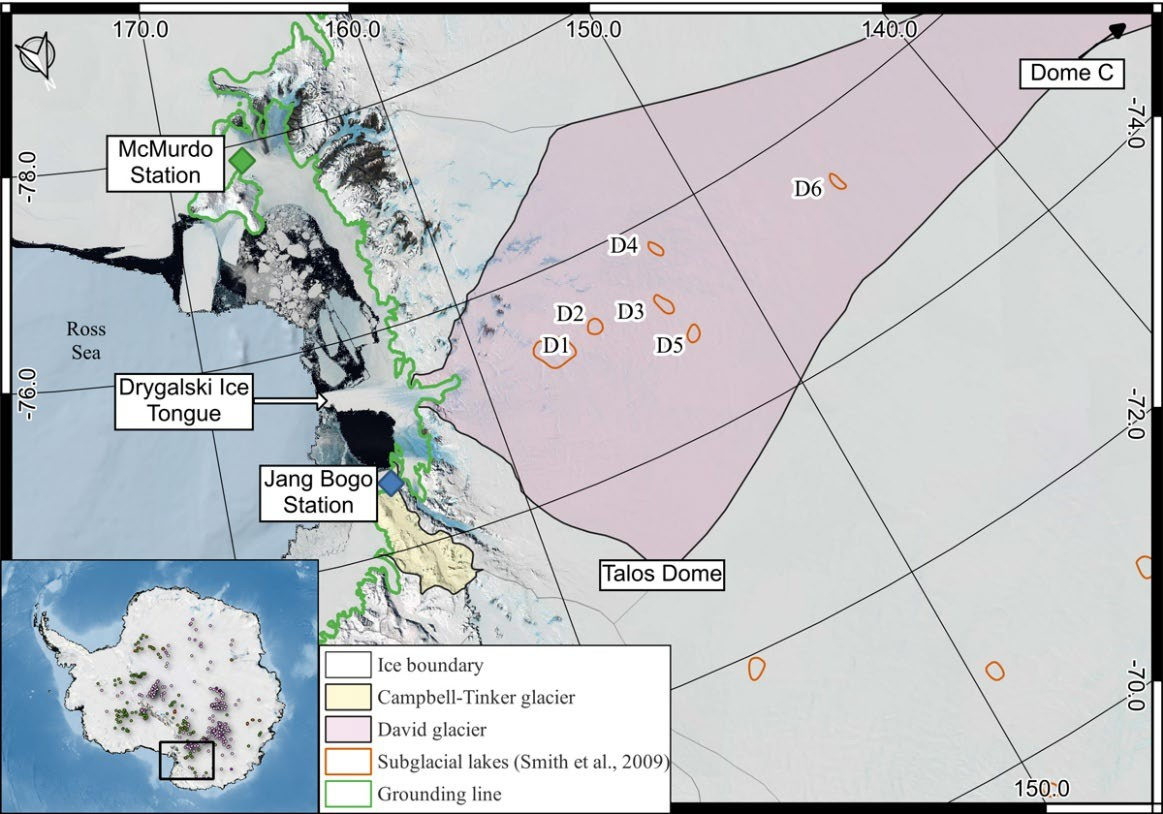 170.0
160.0
150.0
140.0
N
Dome C
-74.0
McMurdo
Station
-78.0
D6
D4
Ross
Sea
D2
D3
D1
D5
Drygalski Ice
Tongue
-76.0
-72.0
Jang Bogo
Station
Talos Dome
Ice boundary
Campbell-Tinker glacier
David glacier
Subglacial lakes (Smith et al., 2009)
Grounding line
-70.0
150.0